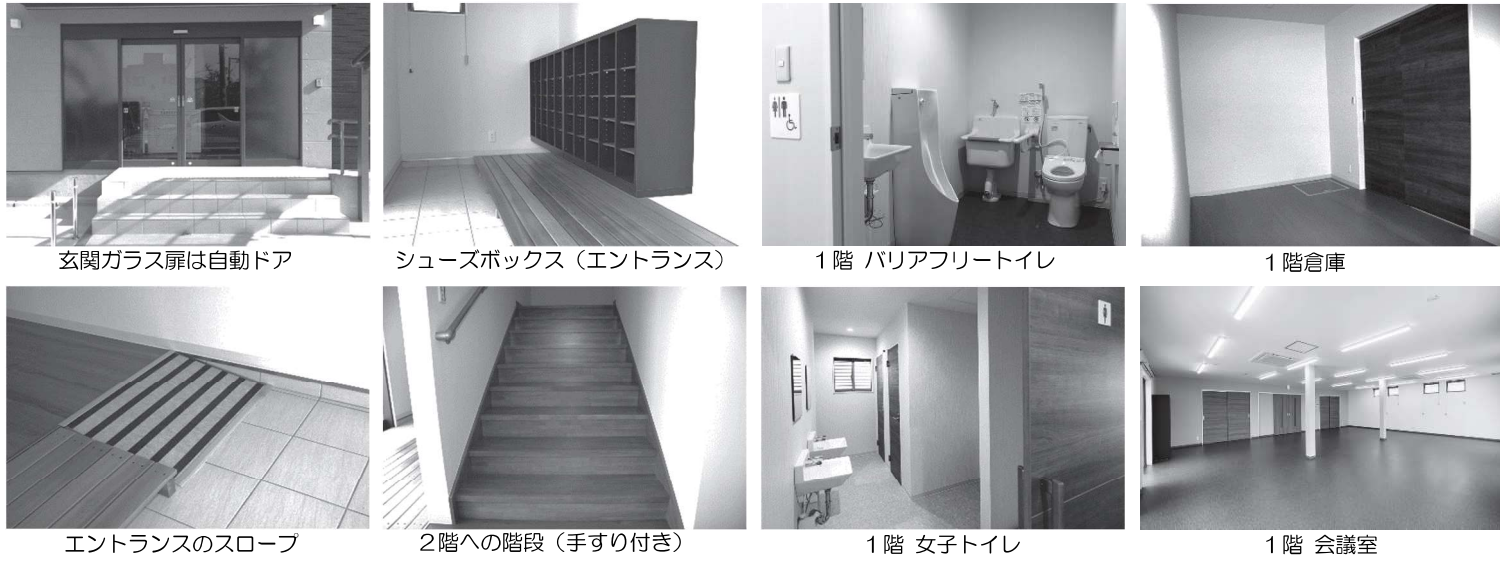 玄関ガラス扉は自動ドア
シューズボックス（エントランス）
１階 バリアフリートイレ
１階倉庫
エントランスのスロープ
２階への階段（手すり付き）
１階 女子トイレ
１階 会議室